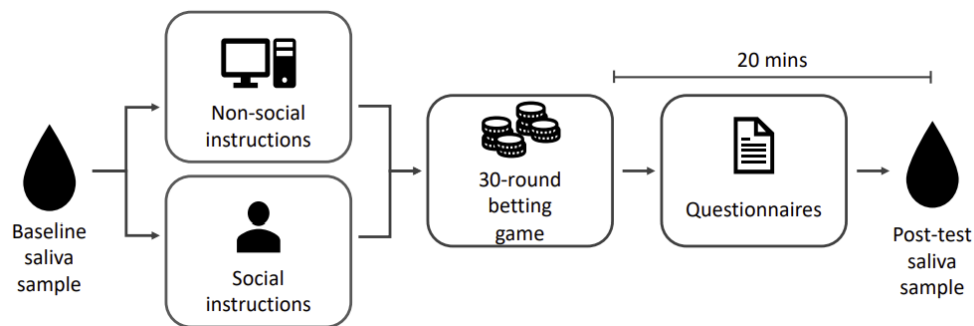 Baseline
saliva
sample
Non-social
instructions
Social
instructions
30-round
betting
game
20 mins
Questionnaires
Post-test
saliva
sample